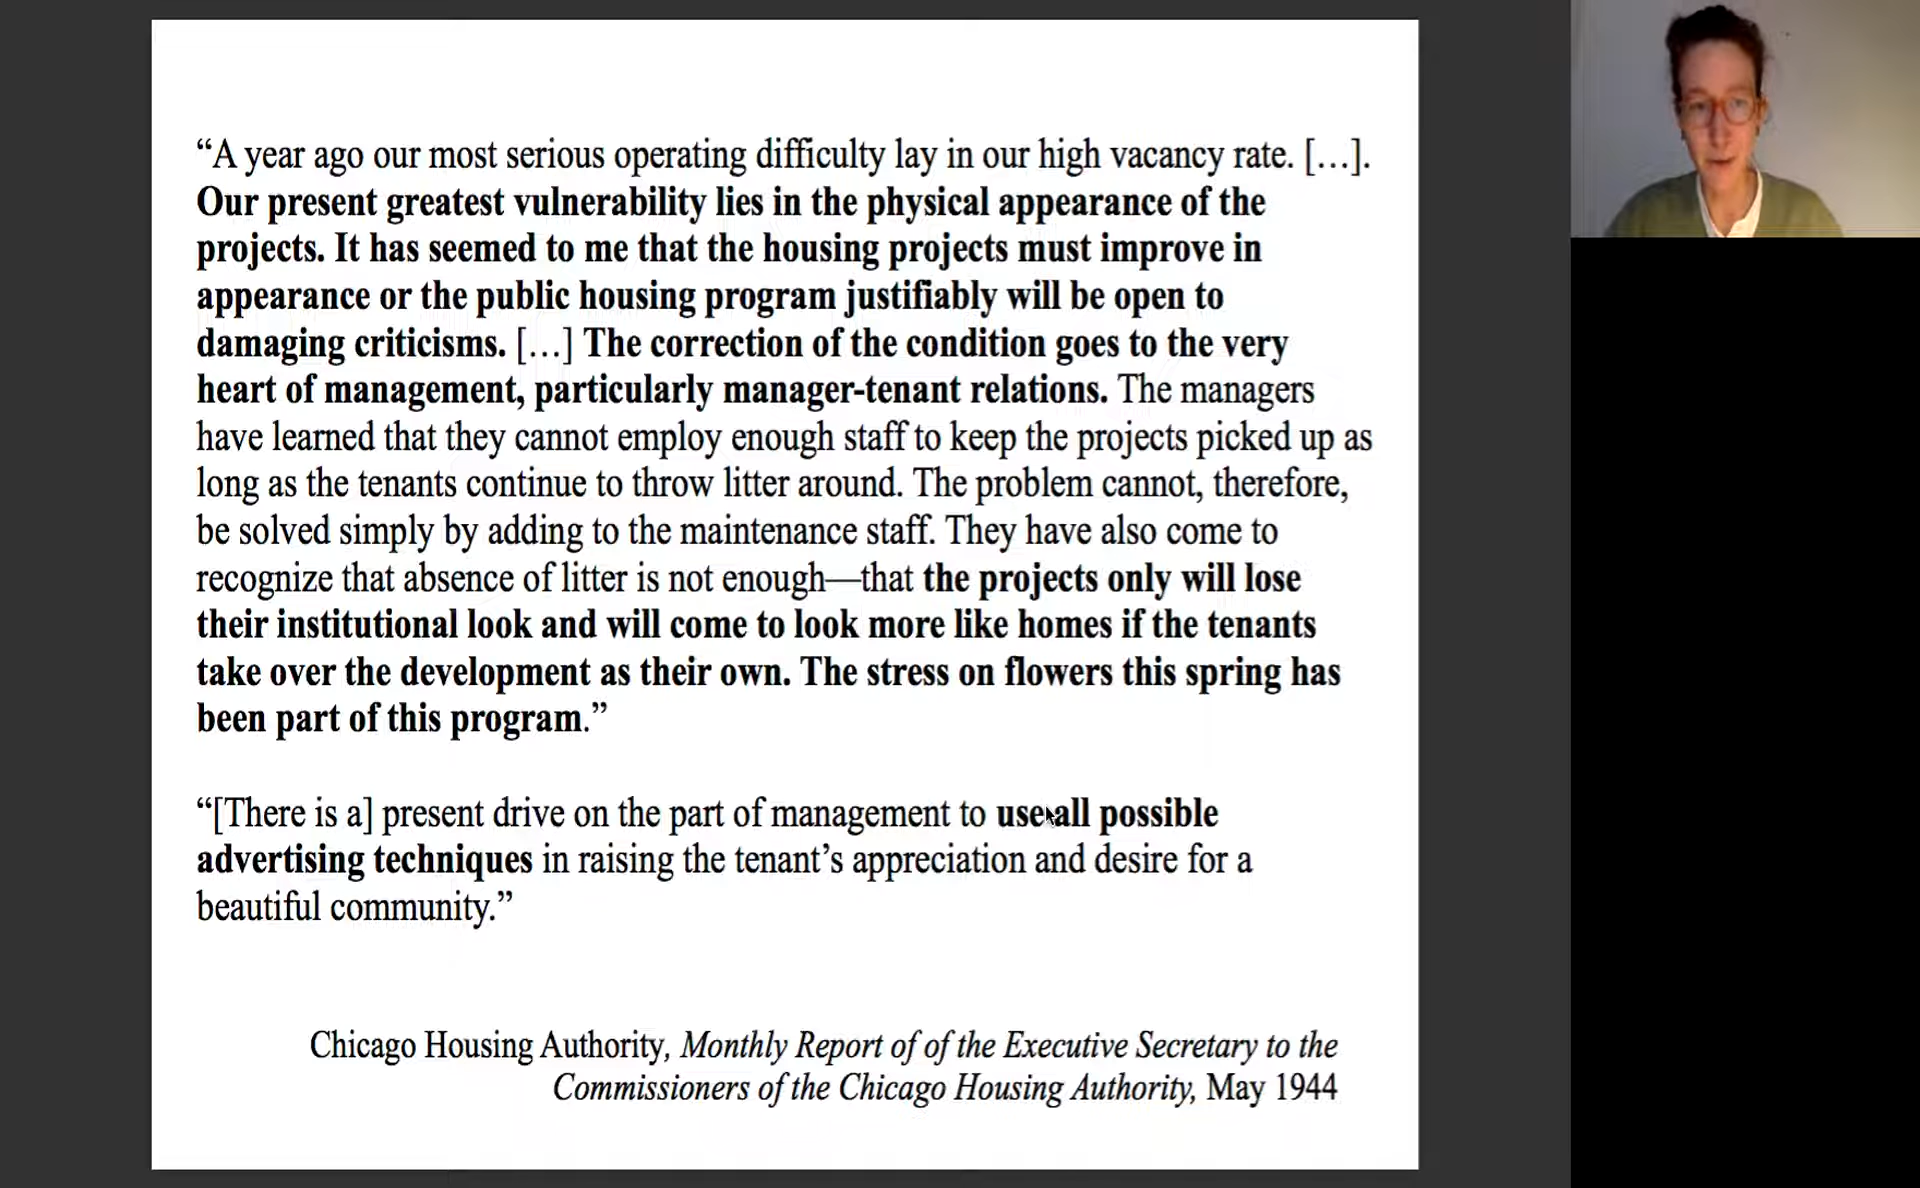 “A year ago our most serious operating difficulty lay in our high vacancy rate. […].
Our present greatest vulnerability lies in the physical appearance of the
projects. It has seemed to me that the housing projects must improve in
appearance or the public housing program justifiably will be open to
damaging criticisms. […] The correction of the condition goes to the very
heart of management, particularly manager-tenant relations. The managers
have learned that they cannot employ enough staff to keep the projects picked up as
long as the tenants continue to throw litter around. The problem cannot, therefore,
be solved simply by adding to the maintenance staff. They have also come to
recognize that absence of litter is not enough—that the projects only will lose
their institutional look and will come to look more like homes if the tenants
take over the development as their own. The stress on flowers this spring has
been part of this program.”
“[There is a] present drive on the part of management to use all possible
advertising techniques in raising the tenant’s appreciation and desire for a
beautiful community.”
Chicago Housing Authority, Monthly Report of of the Executive Secretary to the
Commissioners of the Chicago Housing Authority, May 1944